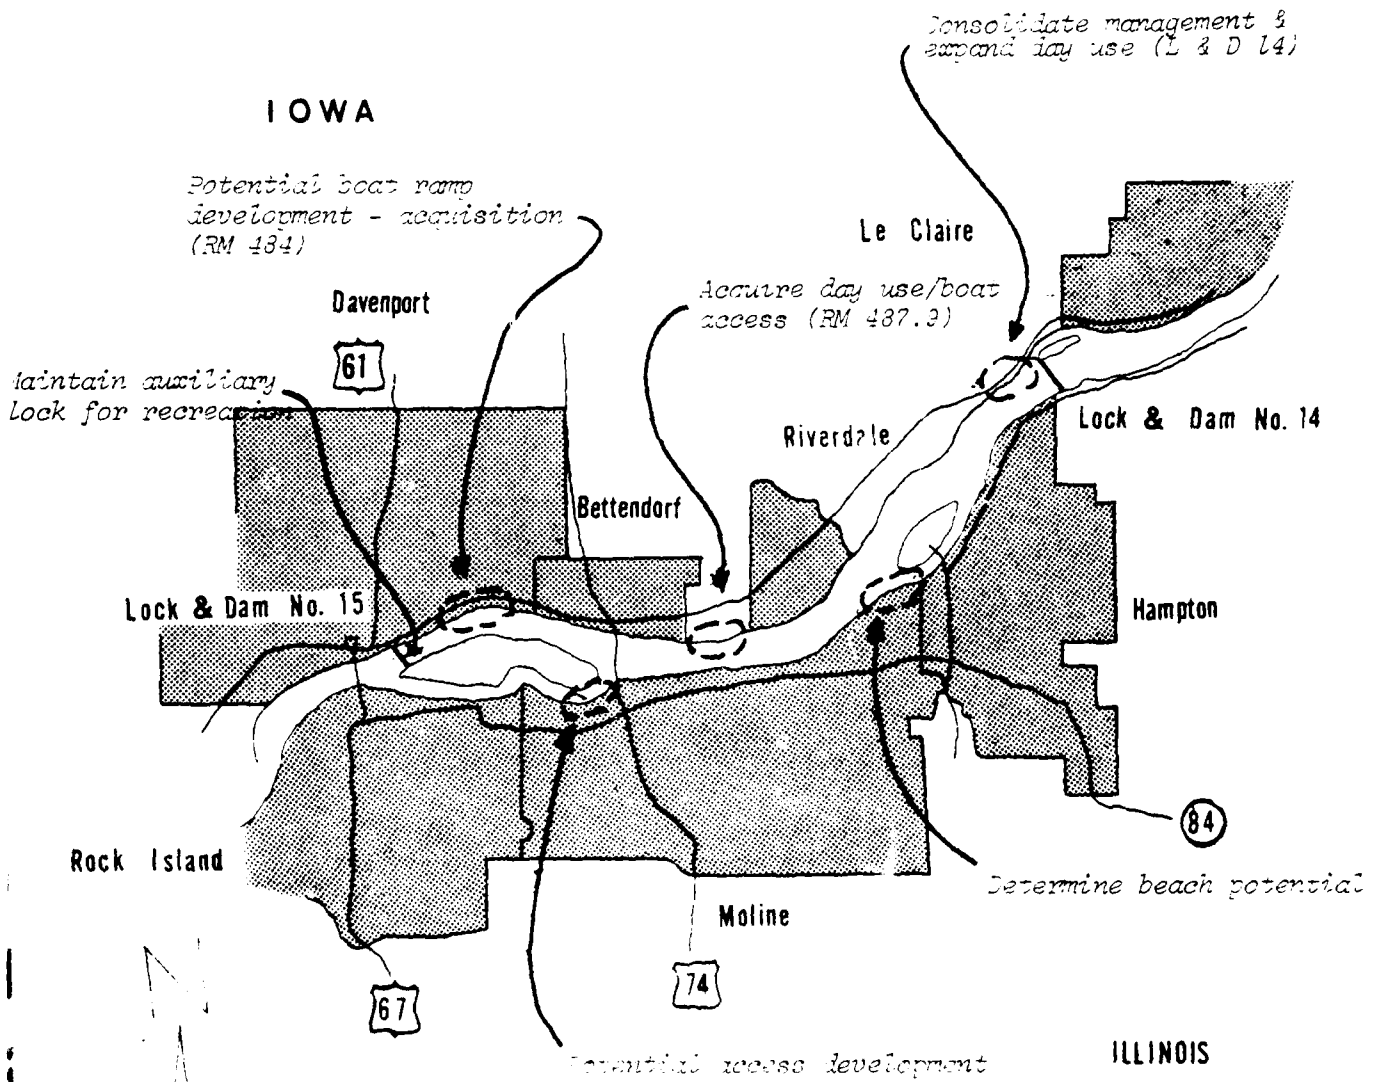 Consolidate management &
expand day use (L & D 14)
IOWA
Potential boat ramp
development - acquisition
(RM 484)
Le Claire
Acquire day use/boat
access (RM 487.9)
Davenport
61
Maintain auxiliary
lock for recreation
Lock & Dam No. 14
Riverdale
Bettendorf
Lock & Dam No. 15
Hampton
84
Rock Island
Determine beach potential
Moline
74
67
ILLINOIS
Potential access development